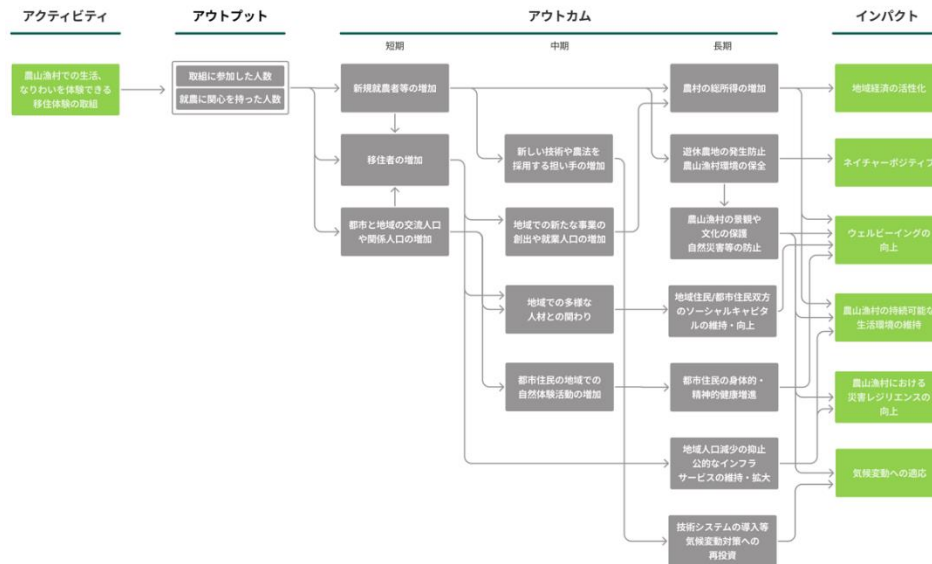 アクティビティ
アウトプット
アウトカム
インパクト
短期
中期
長期
農山漁村での生活、
なりわいを体験できる
移住体験の取組
取組に参加した人数
就農に関心を持った人数
新規就農者等の増加
移住者の増加
都市と地域の交流人口
や関係人口の増加
新しい技術や農法を
採用する担い手の増加
地域での新たな事業の
創出や就業人口の増加
地域での多様な
人材との関わり
都市住民の地域での
自然体験活動の増加
農村の総所得の増加
遊休農地の発生防止
農山漁村環境の保全
農山漁村の景観や
文化の保護
自然災害等の防止
地域住民/都市住民双方
のソーシャルキャピタ
ルの維持・向上
都市住民の身体的・
精神的健康増進
地域人口減少の抑止
公的なインフラ
サービスの維持・拡大
技術システムの導入等
気候変動対策への
再投資
地域経済の活性化
ネイチャーポジティブ
ウェルビーイングの
向上
農山漁村の持続可能な
生活環境の維持
農山漁村における
災害レジリエンスの
向上
気候変動への適応